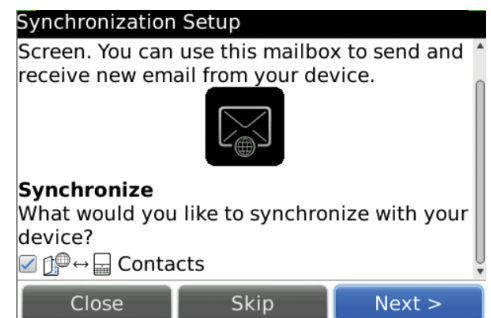 Synchronization Setup
Screen. You can use this mailbox to send and
receive new email from your device.
Synchronize
What would you like to synchronize with your
device?
Contacts
Close
Skip
Next >